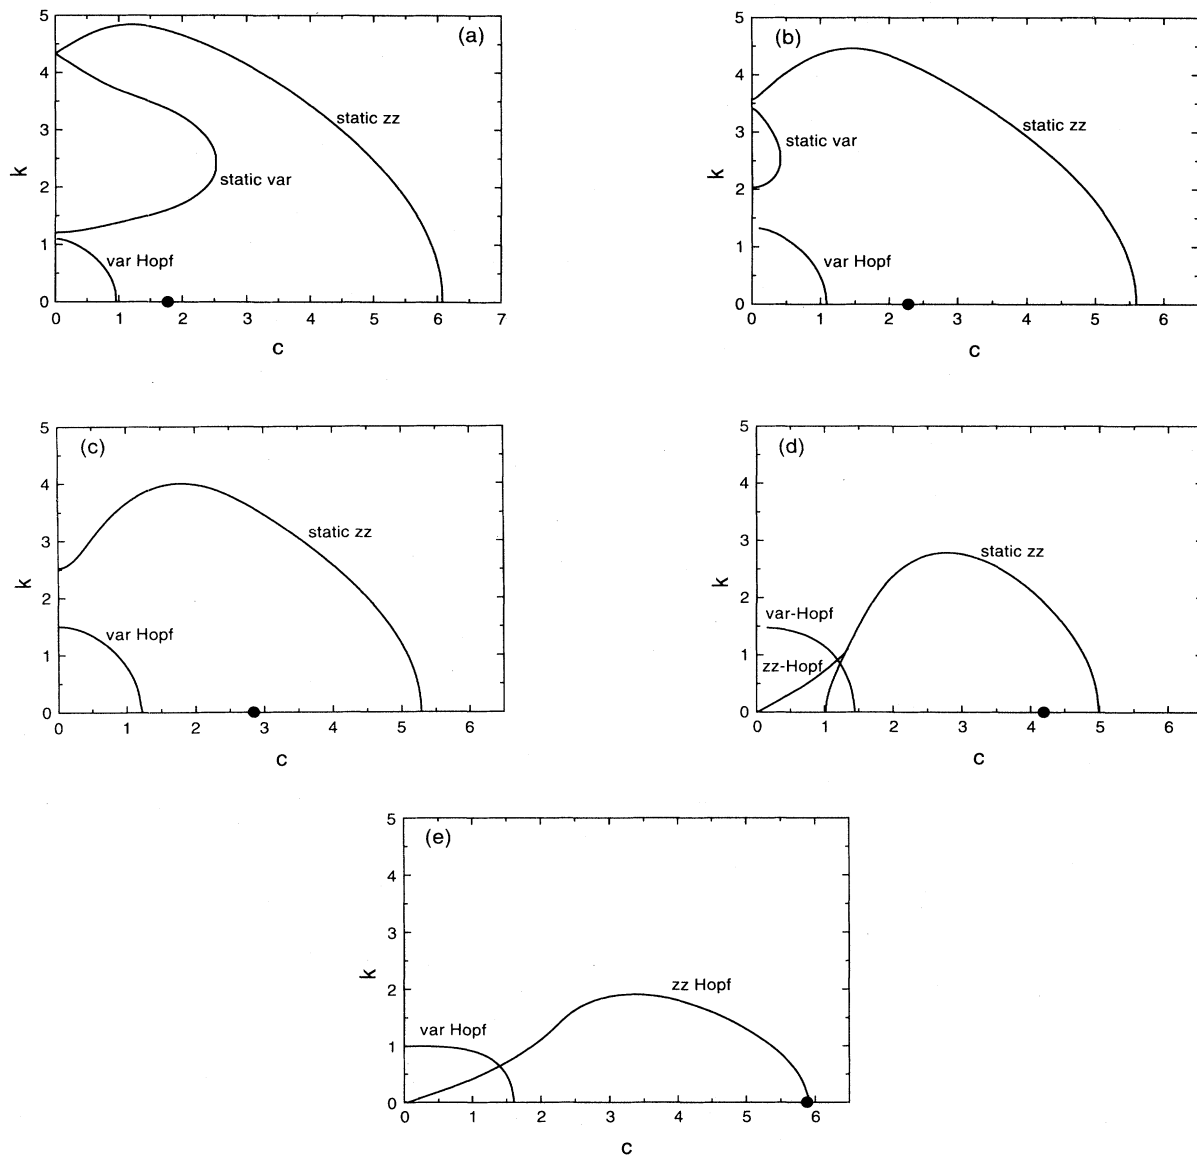 5
(a)
4
static zz
3
k
2
static var
1
var Hopf
0
0 1 2 3 4 5 6 7
c
5
(b)
4
static zz
3
static var
k
2
var Hopf
1
0
0 1 2 3 4 5 6
c
5
(c)
4
static zz
3
k
2
var Hopf
1
0
0 1 2 3 4 5 6
c
5
(d)
4
3
static zz
k
2
var-Hopf
1
zz-Hopf
0
0 1 2 3 4 5 6
c
5
(e)
4
3
k
zz Hopf
2
var Hopf
1
0
0 1 2 3 4 5 6
c